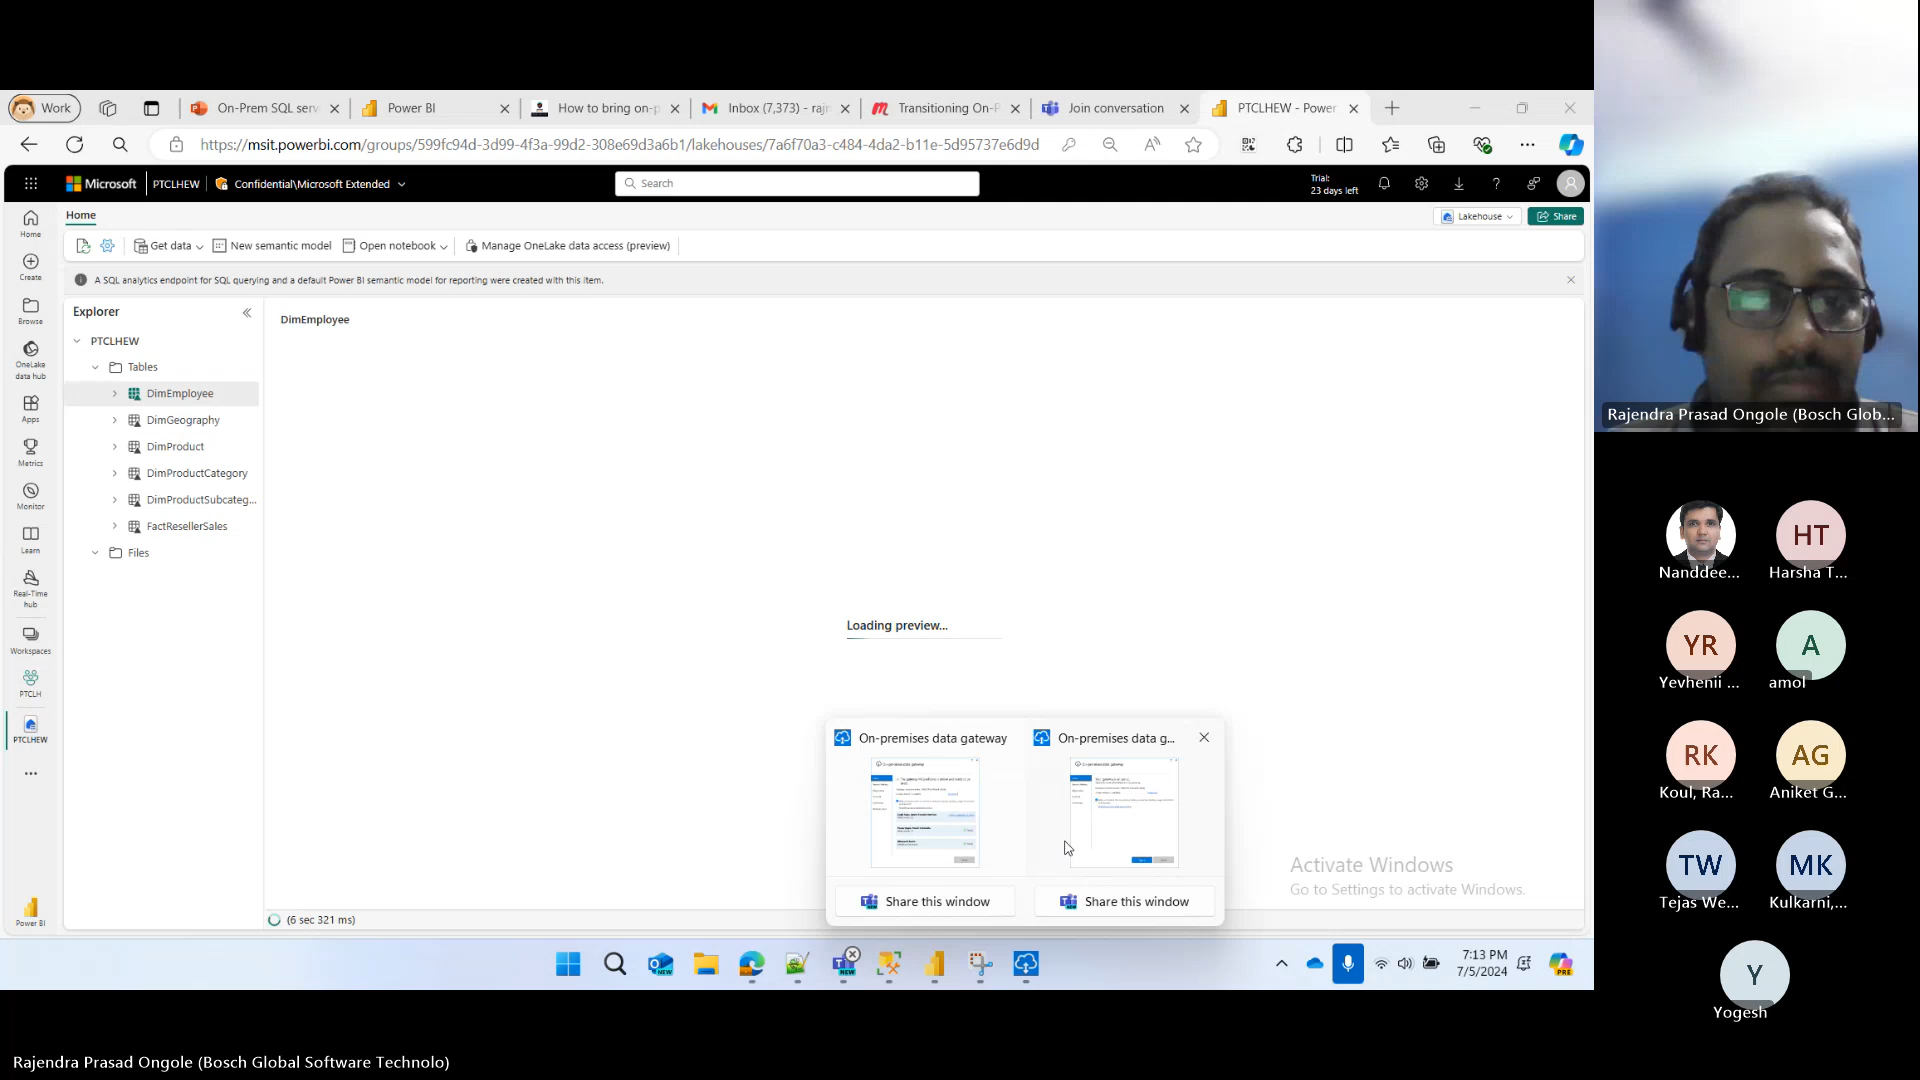 Work
On-Prem SQL serv
Power BI
How to bring on-p
Inbox (7,373) - rajn
Transitioning On-P
Join conversation
PTCLHEW - Power
https://msit.powerbi.com/groups/599fc94d-3d99-4f3a-99d2-308e69d3a6b1/lakehouses/7a6f70a3-c484-4da2-b11e-5d95737e6d9d
Microsoft
PTCLHEW
Confidential\Microsoft Extended
Search
Trial:
23 days left
Home
Lakehouse
Share
Get data
New semantic model
Open notebook
Manage OneLake data access (preview)
A SQL analytics endpoint for SQL querying and a default Power BI semantic model for reporting were created with this item.
Home
Create
Browse
OneLake
data hub
Apps
Metrics
Monitor
Learn
Real-Time
hub
Workspaces
PTCLH
PTCLHEW
Power BI
Explorer
PTCLHEW
Tables
DimEmployee
DimGeography
DimProduct
DimProductCategory
DimProductSubcateg...
FactResellerSales
Files
DimEmployee
Loading preview...
On-premises data gateway
On-premises data g...
Share this window
Share this window
Activate Windows
Go to Settings to activate Windows.
(6 sec 321 ms)
NEW
NEW
7:13 PM
7/5/2024
PRE
Rajendra Prasad Ongole (Bosch Glob...
Nanddee...
HT
Harsha T...
YR
Yevhenii ...
A
amol
RK
Koul, Ra...
AG
Aniket G...
TW
Tejas We...
MK
Kulkarni,...
Y
Yogesh
Rajendra Prasad Ongole (Bosch Global Software Technolo)